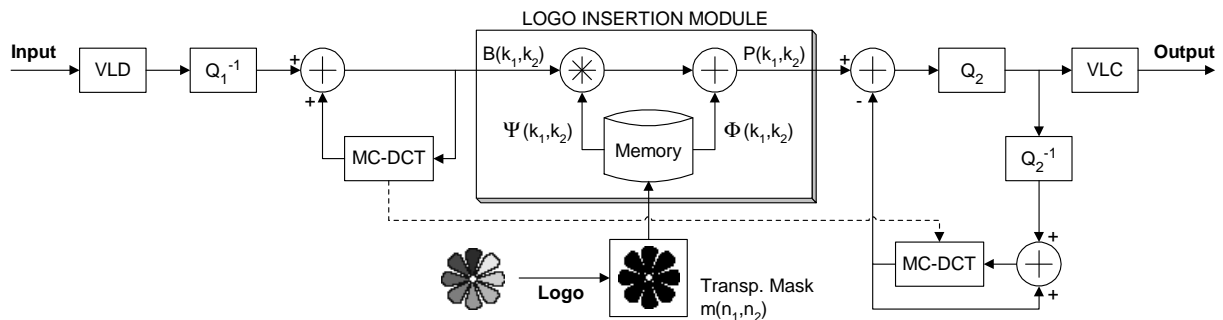 LOGO INSERTION MODULE
Input
VLD
Q₁⁻¹
+
+
B(k₁,k₂)
P(k₁,k₂)
+
-
Q₂
VLC
Output
Ψ(k₁,k₂)
Memory
Φ(k₁,k₂)
MC-DCT
Q₂⁻¹
+
MC-DCT
+
Logo
Transp. Mask
m(n₁,n₂)